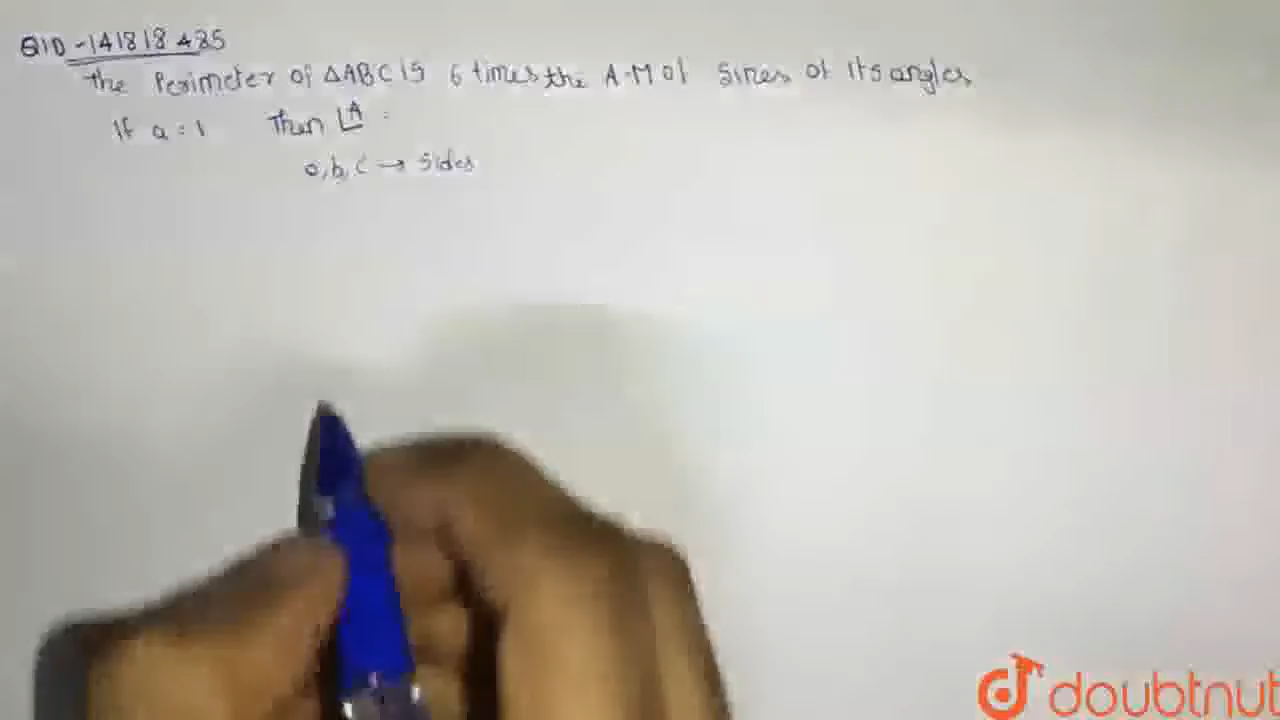 QID -141818485
The Perimeter of ΔABC is 6 times the A.M of Sines of its angles
If a = 1 Then ∠A =
a, b, c → sides
doubtnut